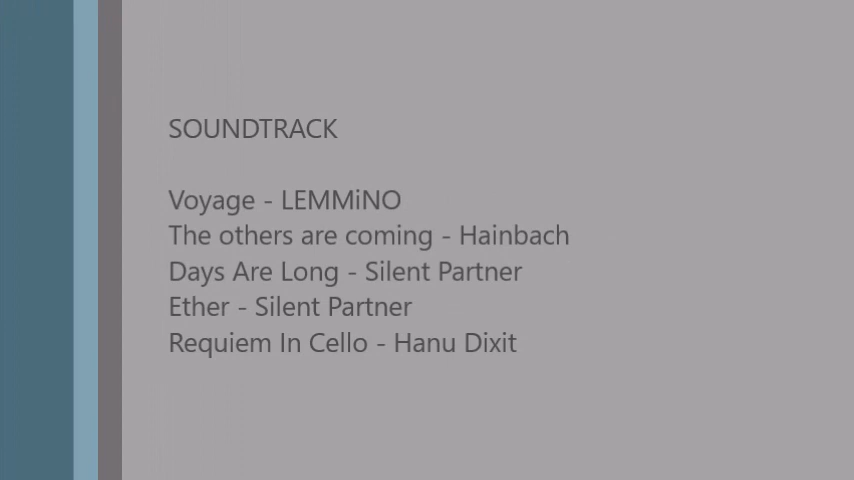 SOUNDTRACK
Voyage - LEMMiNO
The others are coming - Hainbach
Days Are Long - Silent Partner
Ether - Silent Partner
Requiem In Cello - Hanu Dixit